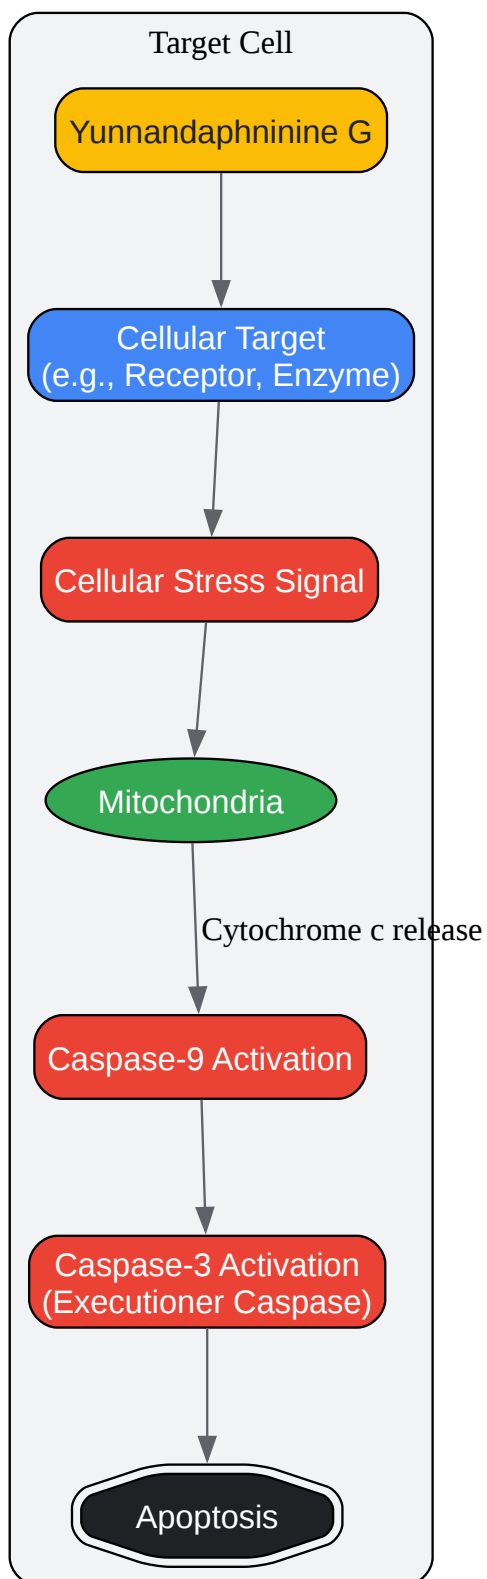 Target Cell
Yunnandaphninine G
Cellular Target
(e.g., Receptor, Enzyme)
Cellular Stress Signal
Mitochondria
Cytochrome c release
Caspase-9 Activation
Caspase-3 Activation
(Executioner Caspase)
Apoptosis